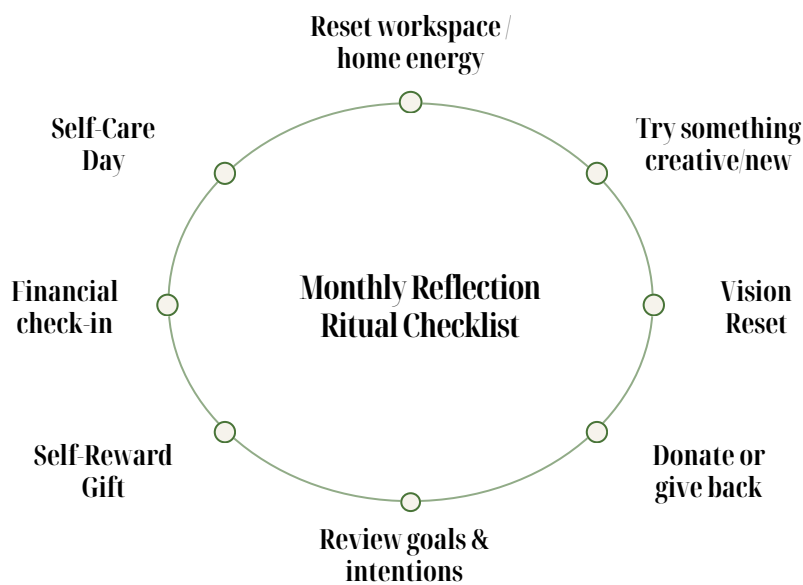 Reset workspace /
home energy
Self-Care
Day
Try something
creative/new
Financial
check-in
Monthly Reflection
Ritual Checklist
Vision
Reset
Self-Reward
Gift
Donate or
give back
Review goals &
intentions